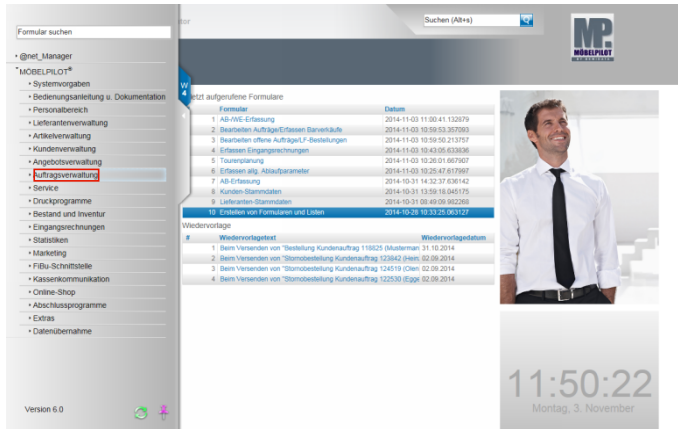 tor
Suchen (Alt+s)
MP
MÖBELPILOT
Formular suchen
@net_Manager
MÖBELPILOT®
Systemvorgaben
Bedienungsanleitung u. Dokumentation
Personalbereich
Lieferantenverwaltung
Artikelverwaltung
Kundenverwaltung
Angebotsverwaltung
Auftragsverwaltung
Service
Druckprogramme
Bestand und Inventur
Eingangsrechnungen
Statistiken
Marketing
FiBu-Schnittstelle
Kassenkommunikation
Online-Shop
Abschlussprogramme
Extras
Datenübernahme
Version 6.0
W
4
etzt aufgerufene Formulare
Formular Datum
1 AB-/WE-Erfassung 2014-11-03 11:00:41.132879
2 Bearbeiten Aufträge/Erfassen Barverkäufe 2014-11-03 10:59:53.357093
3 Bearbeiten offene Aufträge/LF-Bestellungen 2014-11-03 10:59:50.213757
4 Erfassen Eingangsrechnungen 2014-11-03 10:43:05.633836
5 Tourenplanung 2014-11-03 10:26:01.667907
6 Erfassen allg. Ablaufparameter 2014-11-03 10:25:47.617997
7 AB-Erfassung 2014-10-31 14:32:37.636142
8 Kunden-Stammdaten 2014-10-31 13:59:18.045175
9 Lieferanten-Stammdaten 2014-10-31 08:49:09.982268
10 Erstellen von Formularen und Listen 2014-10-28 10:33:25.063127
Wiedervorlage
# Wiedervorlagetext Wiedervorlagedatum
1 Beim Versenden von "Bestellung Kundenauftrag 118825 (Musterman 31.10.2014
2 Beim Versenden von "Stornobestellung Kundenauftrag 123842 (Hein 02.09.2014
3 Beim Versenden von "Stornobestellung Kundenauftrag 124519 (Olen 02.09.2014
4 Beim Versenden von "Stornobestellung Kundenauftrag 122530 (Egge 02.09.2014
11:50:22
Montag, 3. November